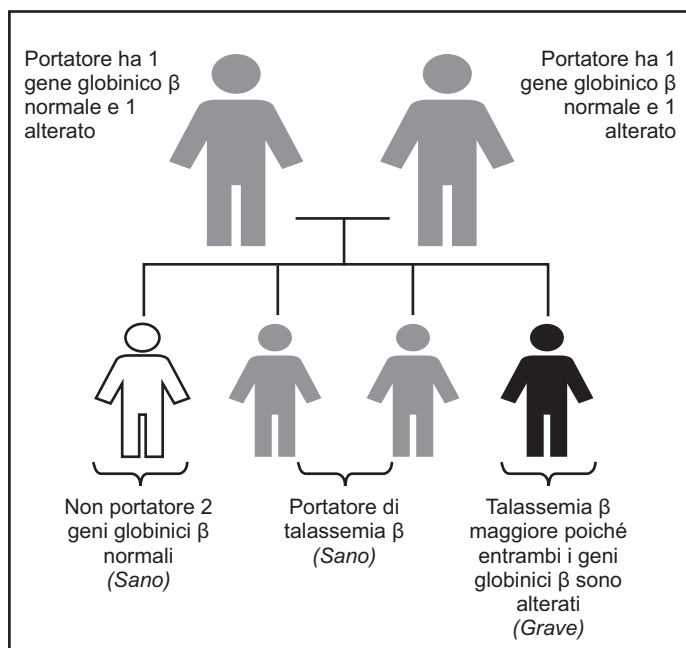 Portatore ha 1
gene globinico β
normale e 1
alterato
Portatore ha 1
gene globinico β
normale e 1
alterato
Non portatore 2
geni globinici β
normali
(Sano)
Portatore di
talassemia β
(Sano)
Talassemia β
maggiore poiché
entrambi i geni
globinici β sono
alterati
(Grave)